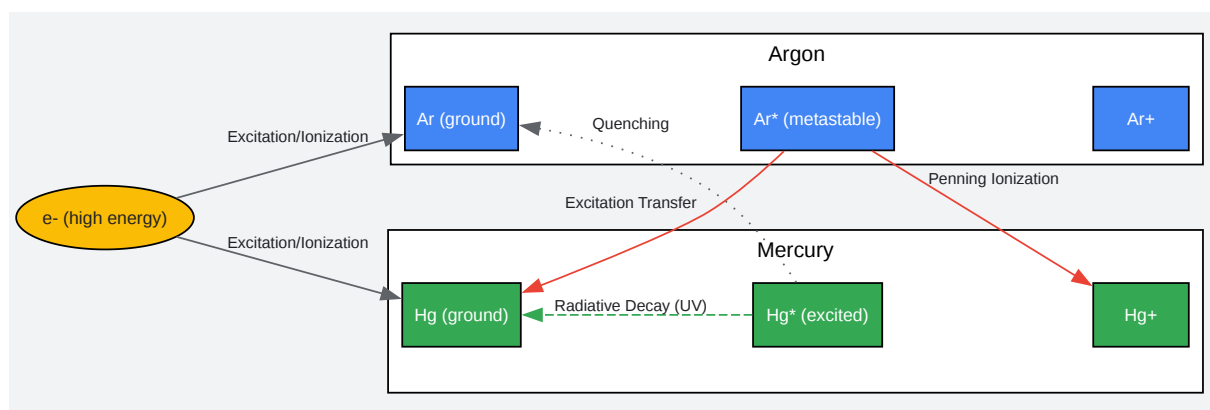 Argon
Ar (ground)
Ar* (metastable)
Ar+
Quenching
Excitation/Ionization
Penning Ionization
Excitation Transfer
e- (high energy)
Excitation/Ionization
Mercury
Radiative Decay (UV)
Hg (ground)
Hg* (excited)
Hg+